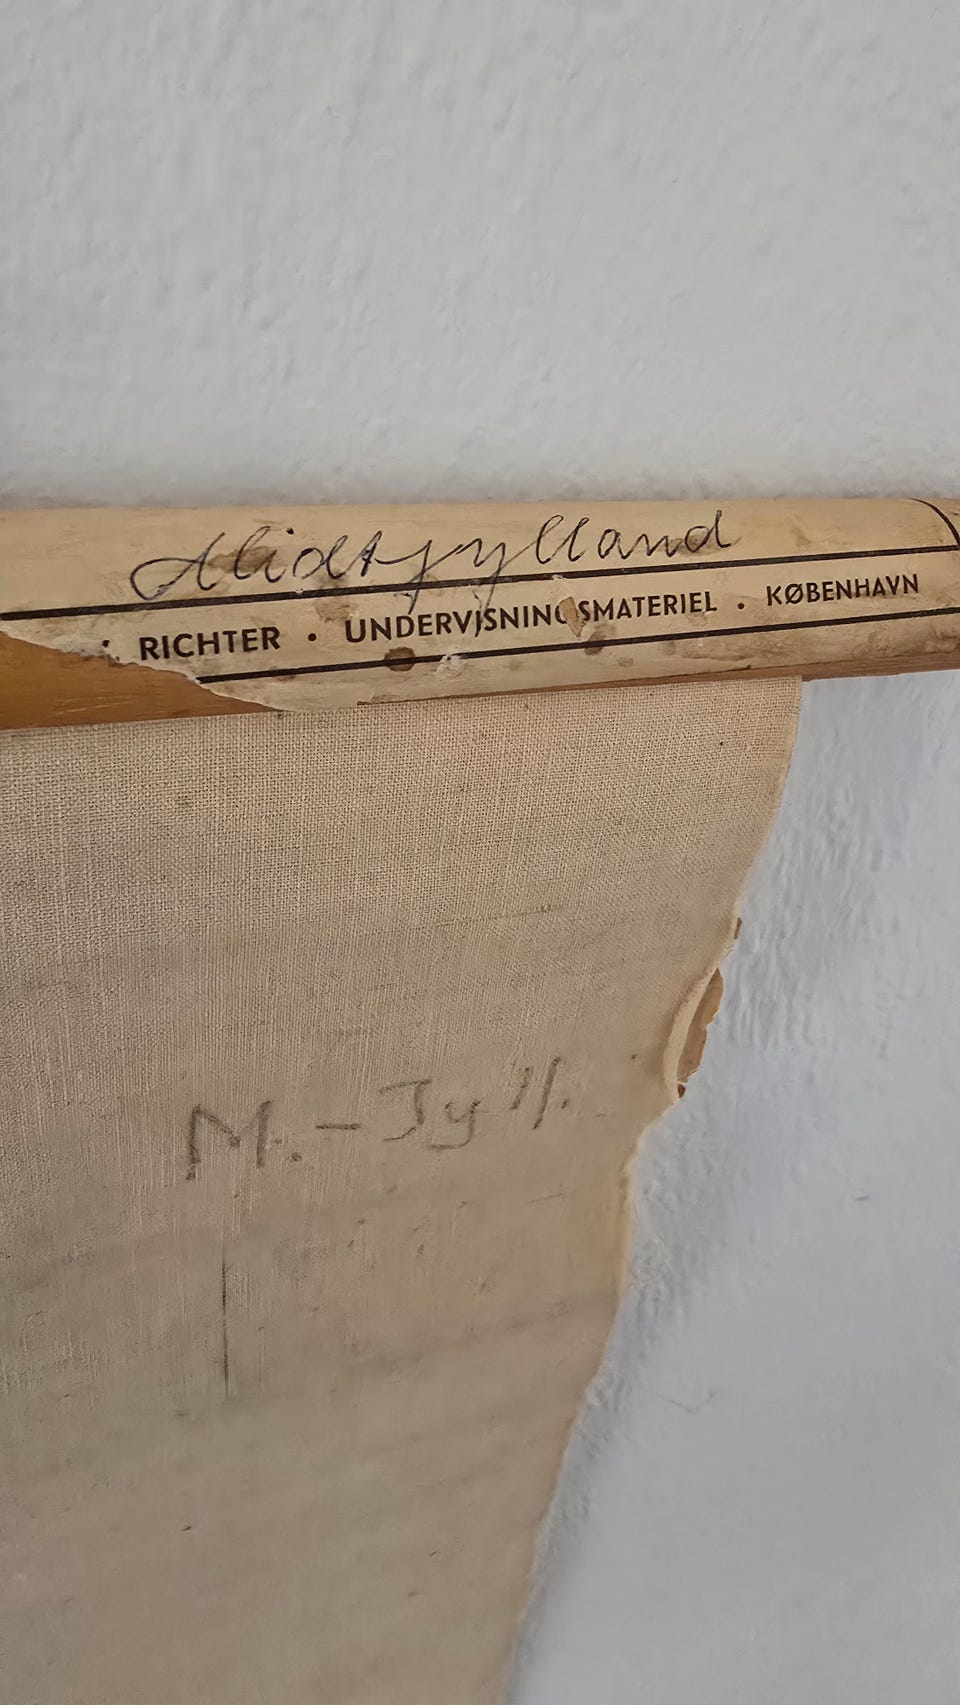 Midtjylland
RICHTER • UNDERVISNINGSMATERIEL • KØBENHAVN
M.-Jyll.